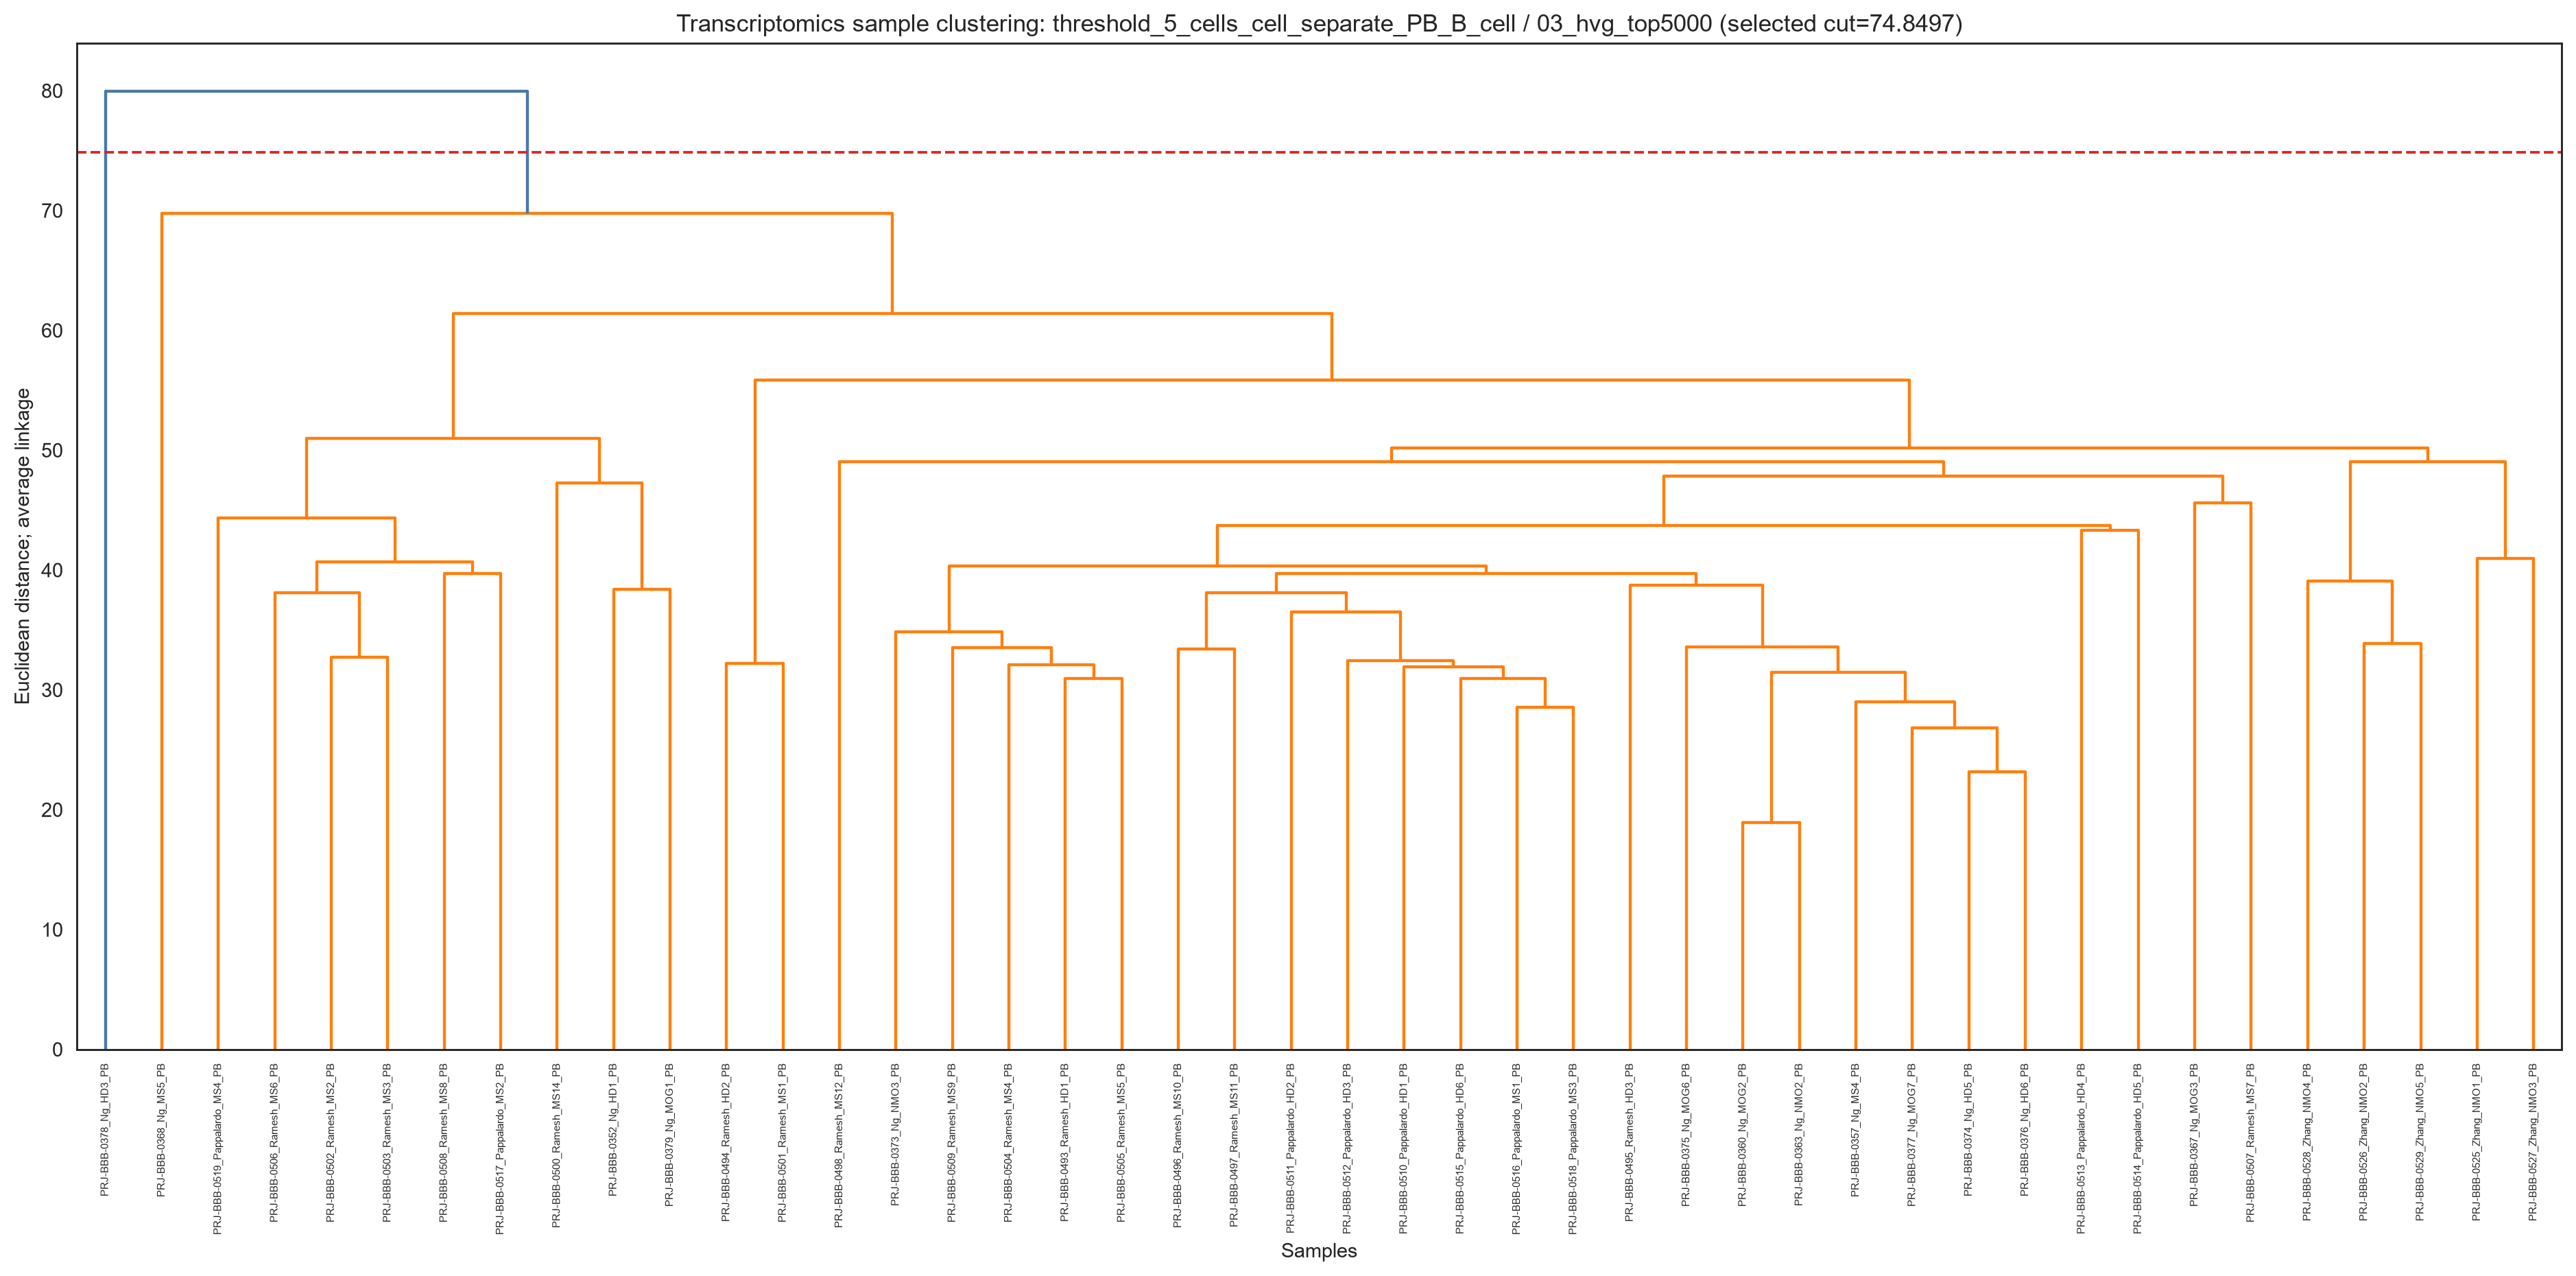 Transcriptomics sample clustering: threshold_5_cells_cell_separate_PB_B_cell / 03_hvg_top5000 (selected cut=74.8497)
Euclidean distance; average linkage
80
70
60
50
40
30
20
10
0
PRJ-BBB-0378_Ng_HD3_PB
PRJ-BBB-0368_Ng_MS5_PB
PRJ-BBB-0519_Pappalardo_MS4_PB
PRJ-BBB-0506_Ramesh_MS6_PB
PRJ-BBB-0502_Ramesh_MS2_PB
PRJ-BBB-0503_Ramesh_MS3_PB
PRJ-BBB-0508_Ramesh_MS8_PB
PRJ-BBB-0517_Pappalardo_MS2_PB
PRJ-BBB-0500_Ramesh_MS14_PB
PRJ-BBB-0352_Ng_HD1_PB
PRJ-BBB-0379_Ng_MOG1_PB
PRJ-BBB-0494_Ramesh_HD2_PB
PRJ-BBB-0501_Ramesh_MS1_PB
PRJ-BBB-0498_Ramesh_MS12_PB
PRJ-BBB-0373_Ng_NMO3_PB
PRJ-BBB-0509_Ramesh_MS9_PB
PRJ-BBB-0504_Ramesh_MS4_PB
PRJ-BBB-0493_Ramesh_HD1_PB
PRJ-BBB-0505_Ramesh_MS5_PB
PRJ-BBB-0496_Ramesh_MS10_PB
PRJ-BBB-0497_Ramesh_MS11_PB
PRJ-BBB-0511_Pappalardo_HD2_PB
PRJ-BBB-0512_Pappalardo_HD3_PB
PRJ-BBB-0510_Pappalardo_HD1_PB
PRJ-BBB-0515_Pappalardo_HD6_PB
PRJ-BBB-0516_Pappalardo_MS1_PB
PRJ-BBB-0518_Pappalardo_MS3_PB
PRJ-BBB-0495_Ramesh_HD3_PB
PRJ-BBB-0375_Ng_MOG6_PB
PRJ-BBB-0360_Ng_MOG2_PB
PRJ-BBB-0363_Ng_NMO2_PB
PRJ-BBB-0357_Ng_MS4_PB
PRJ-BBB-0377_Ng_MOG7_PB
PRJ-BBB-0374_Ng_HD5_PB
PRJ-BBB-0376_Ng_HD6_PB
PRJ-BBB-0513_Pappalardo_HD4_PB
PRJ-BBB-0514_Pappalardo_HD5_PB
PRJ-BBB-0367_Ng_MOG3_PB
PRJ-BBB-0507_Ramesh_MS7_PB
PRJ-BBB-0528_Zhang_NMO4_PB
PRJ-BBB-0526_Zhang_NMO2_PB
PRJ-BBB-0529_Zhang_NMO5_PB
PRJ-BBB-0525_Zhang_NMO1_PB
PRJ-BBB-0527_Zhang_NMO3_PB
Samples